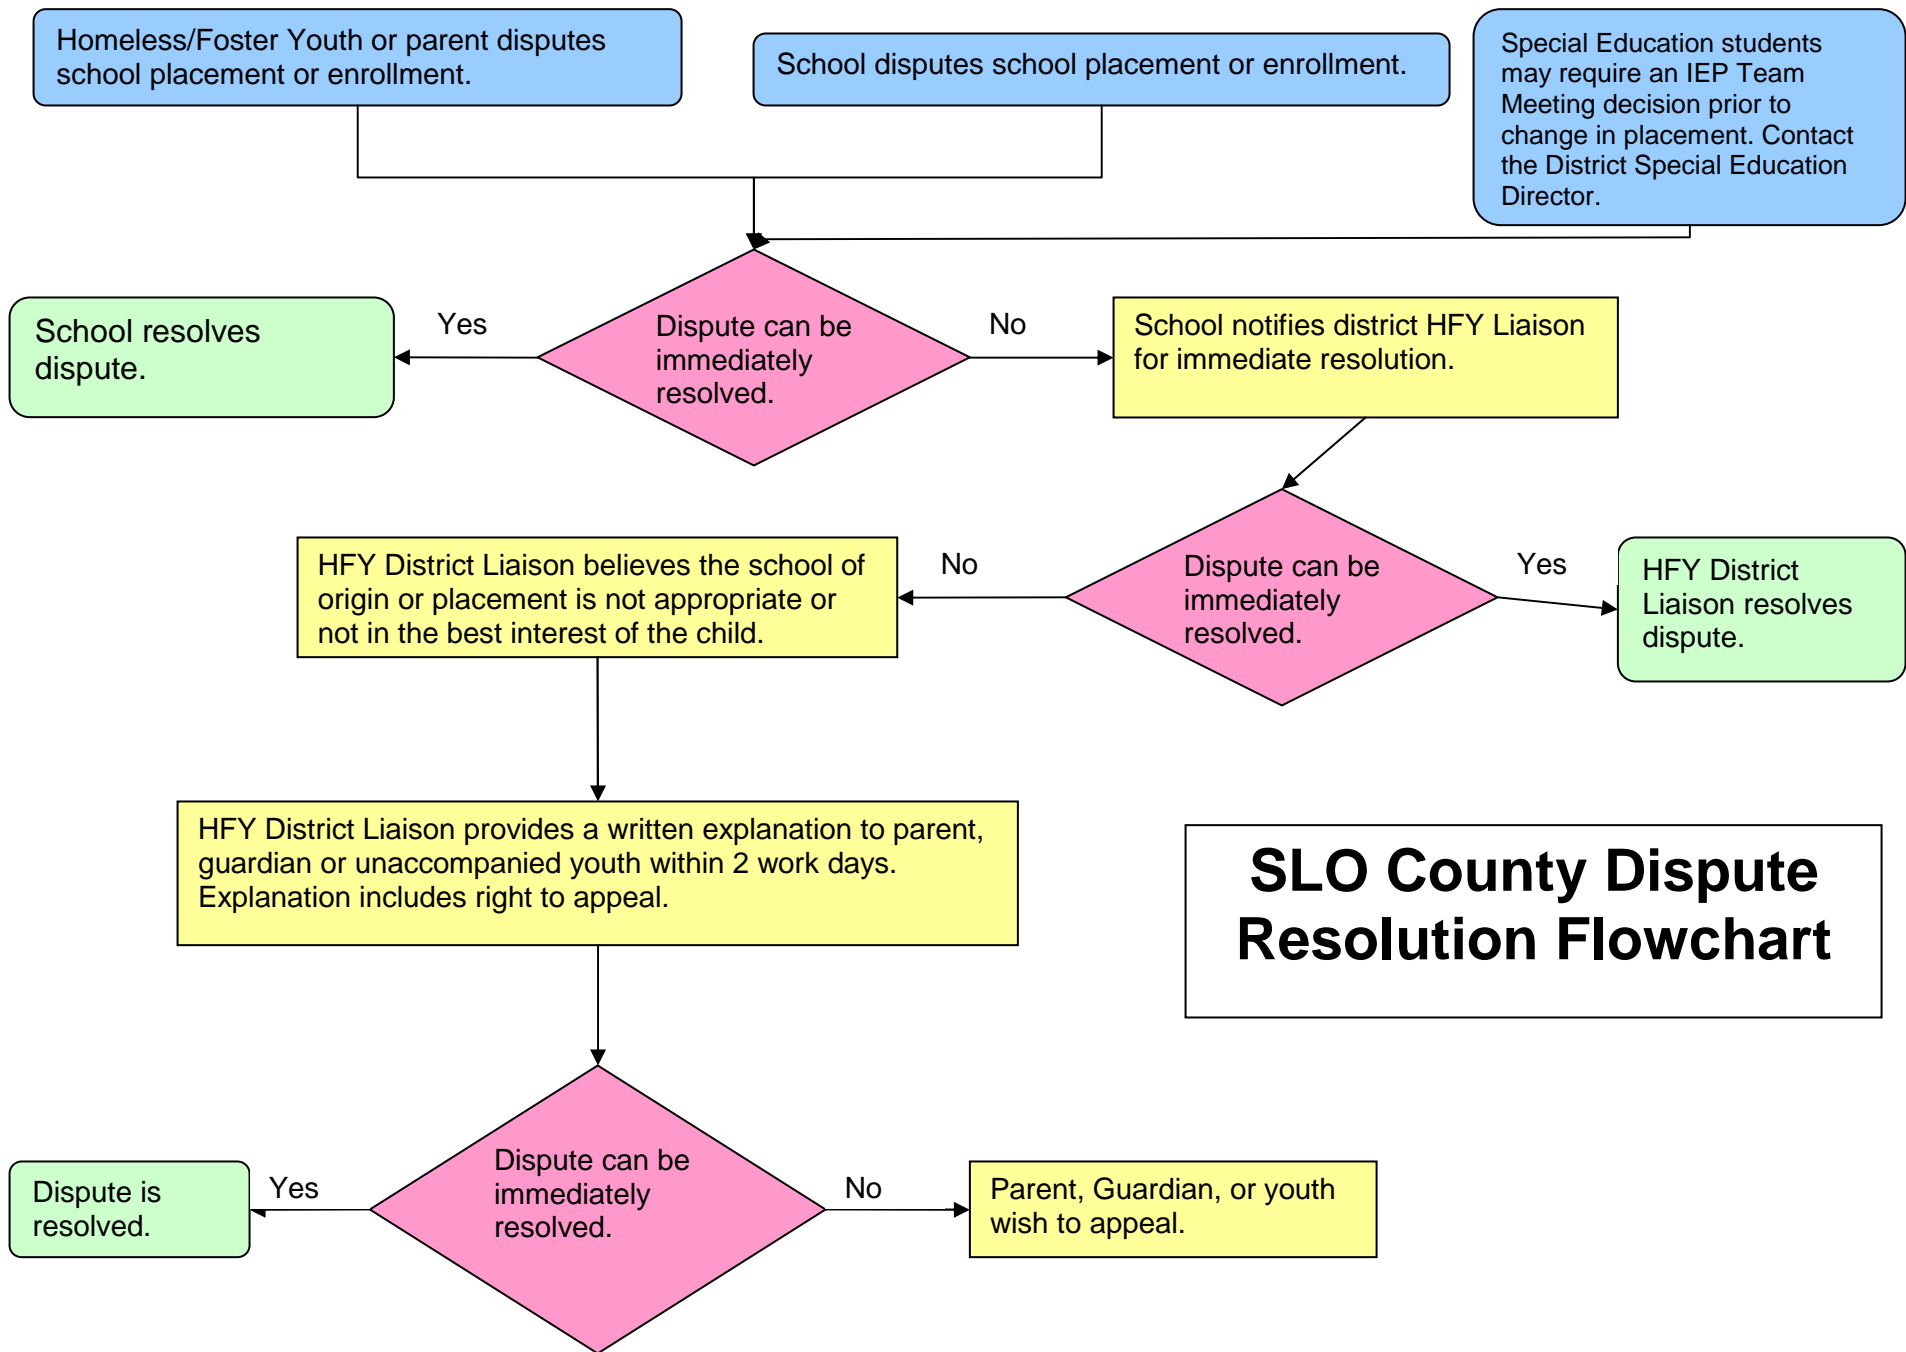 Homeless/Foster Youth or parent disputes
school placement or enrollment.
School disputes school placement or enrollment.
Special Education students
may require an IEP Team
Meeting decision prior to
change in placement. Contact
the District Special Education
Director.
School resolves
dispute.
Yes
Dispute can be
immediately
resolved.
No
School notifies district HFY Liaison
for immediate resolution.
HFY District Liaison believes the school of
origin or placement is not appropriate or
not in the best interest of the child.
No
Dispute can be
immediately
resolved.
Yes
HFY District
Liaison resolves
dispute.
HFY District Liaison provides a written explanation to parent,
guardian or unaccompanied youth within 2 work days.
Explanation includes right to appeal.
SLO County Dispute
Resolution Flowchart
Dispute is
resolved.
Yes
Dispute can be
immediately
resolved.
No
Parent, Guardian, or youth
wish to appeal.